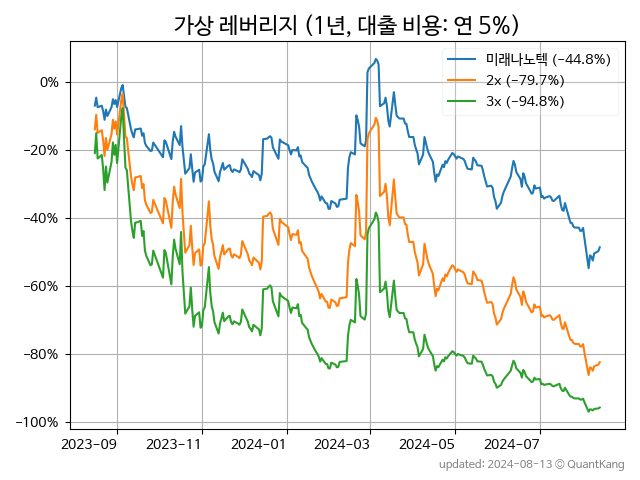 가상 레버리지 (1년, 대출 비용: 연 5%)
미래나노텍 (−44.8%)
2x (−79.7%)
3x (−94.8%)
0%
−20%
−40%
−60%
−80%
−100%
2023-09 2023-11 2024-01 2024-03 2024-05 2024-07
updated: 2024-08-13 © QuantKang